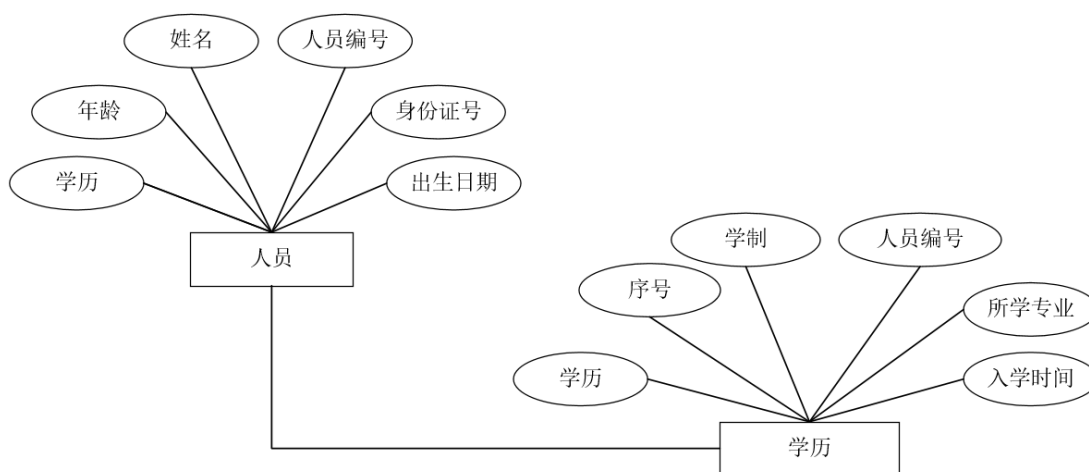 姓名
人员编号
年龄
身份证号
学历
出生日期
人员
学制
人员编号
序号
所学专业
学历
入学时间
学历